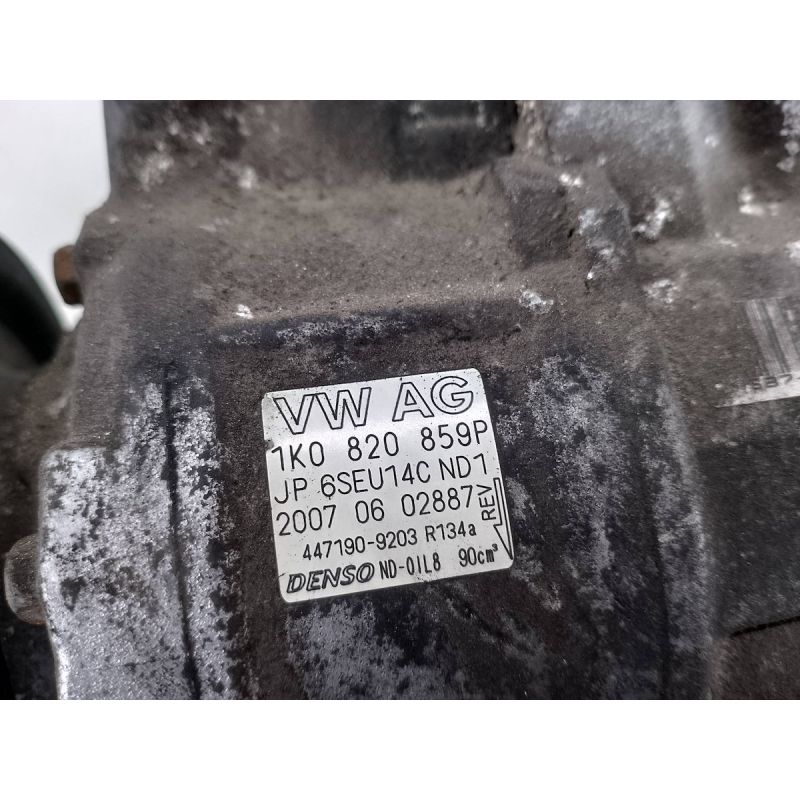 VW AG
1K0 820 859P
JP 6SEU14C ND1
2007 06 02887
REV
447190-9203 R134a
DENSO ND-OIL8 90cm³